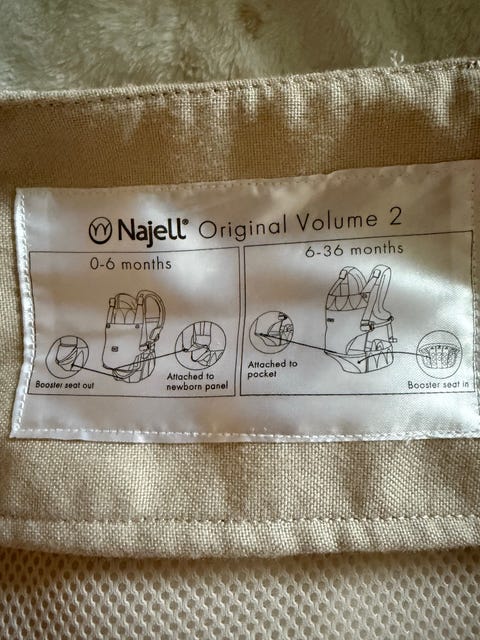 Najell® Original Volume 2
0-6 months
Booster seat out
Attached to
newborn panel
6-36 months
Attached to
pocket
Booster seat in